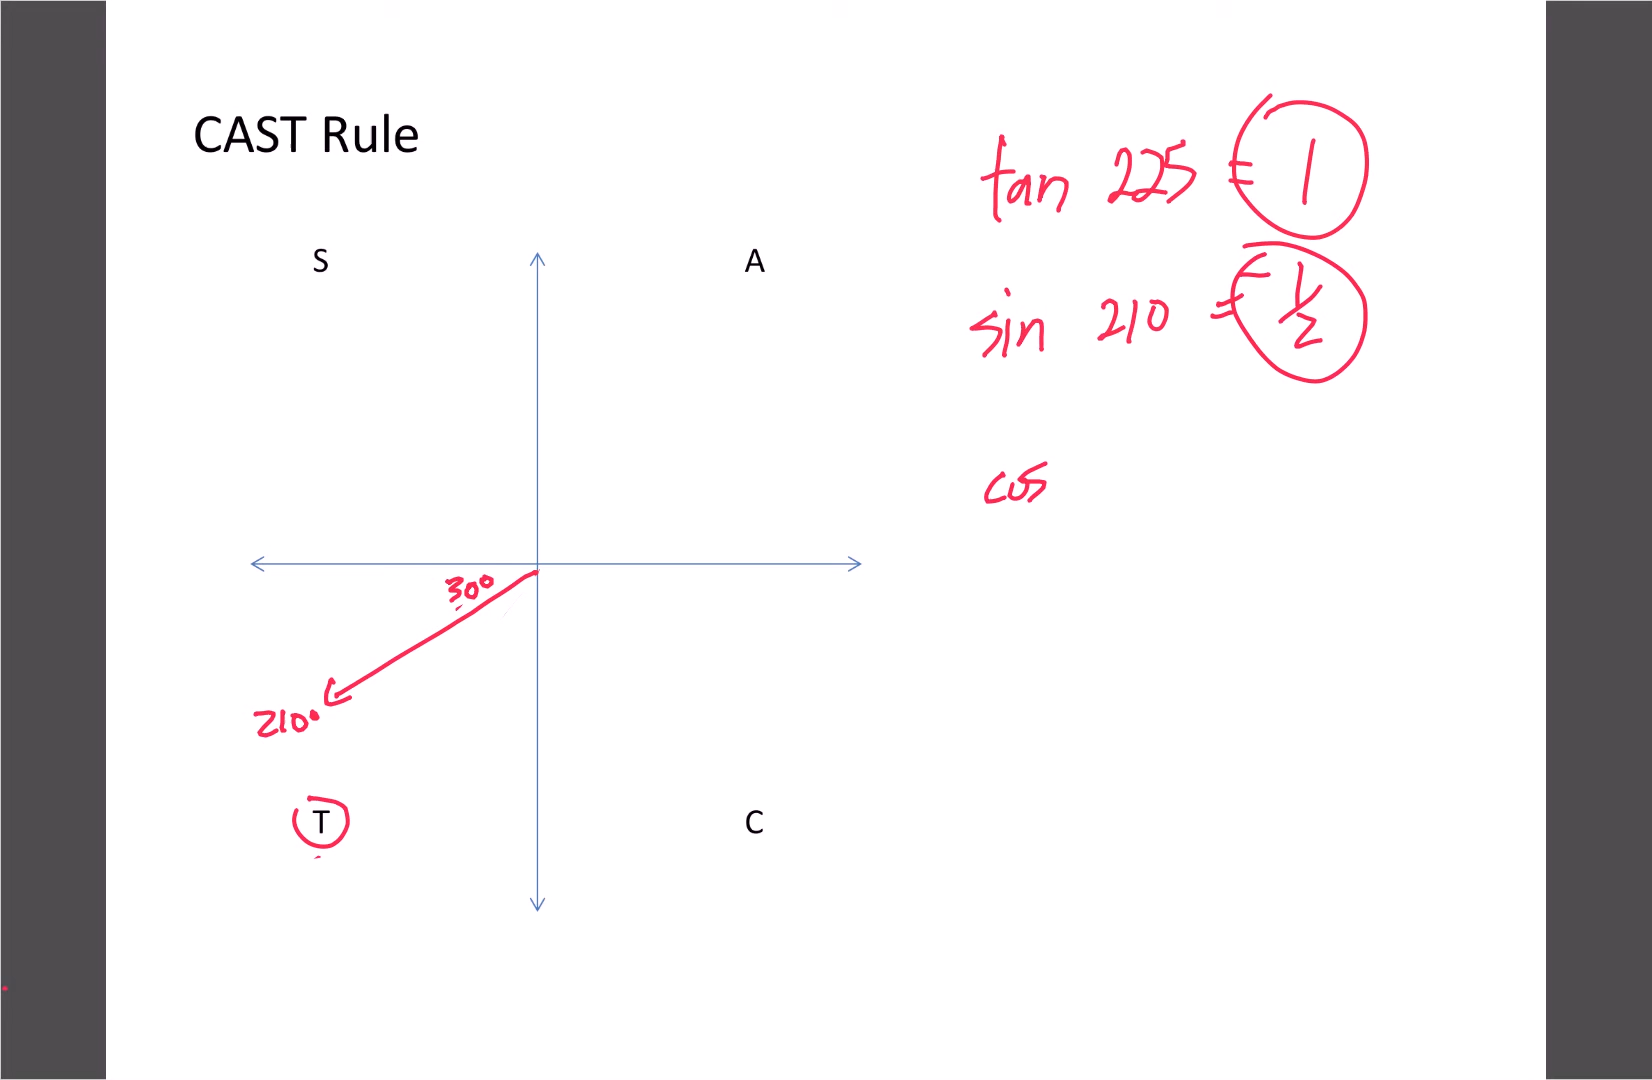 CAST Rule
tan 225 = 1
S
A
sin 210 = -1/2
cos
30°
210°
T
C